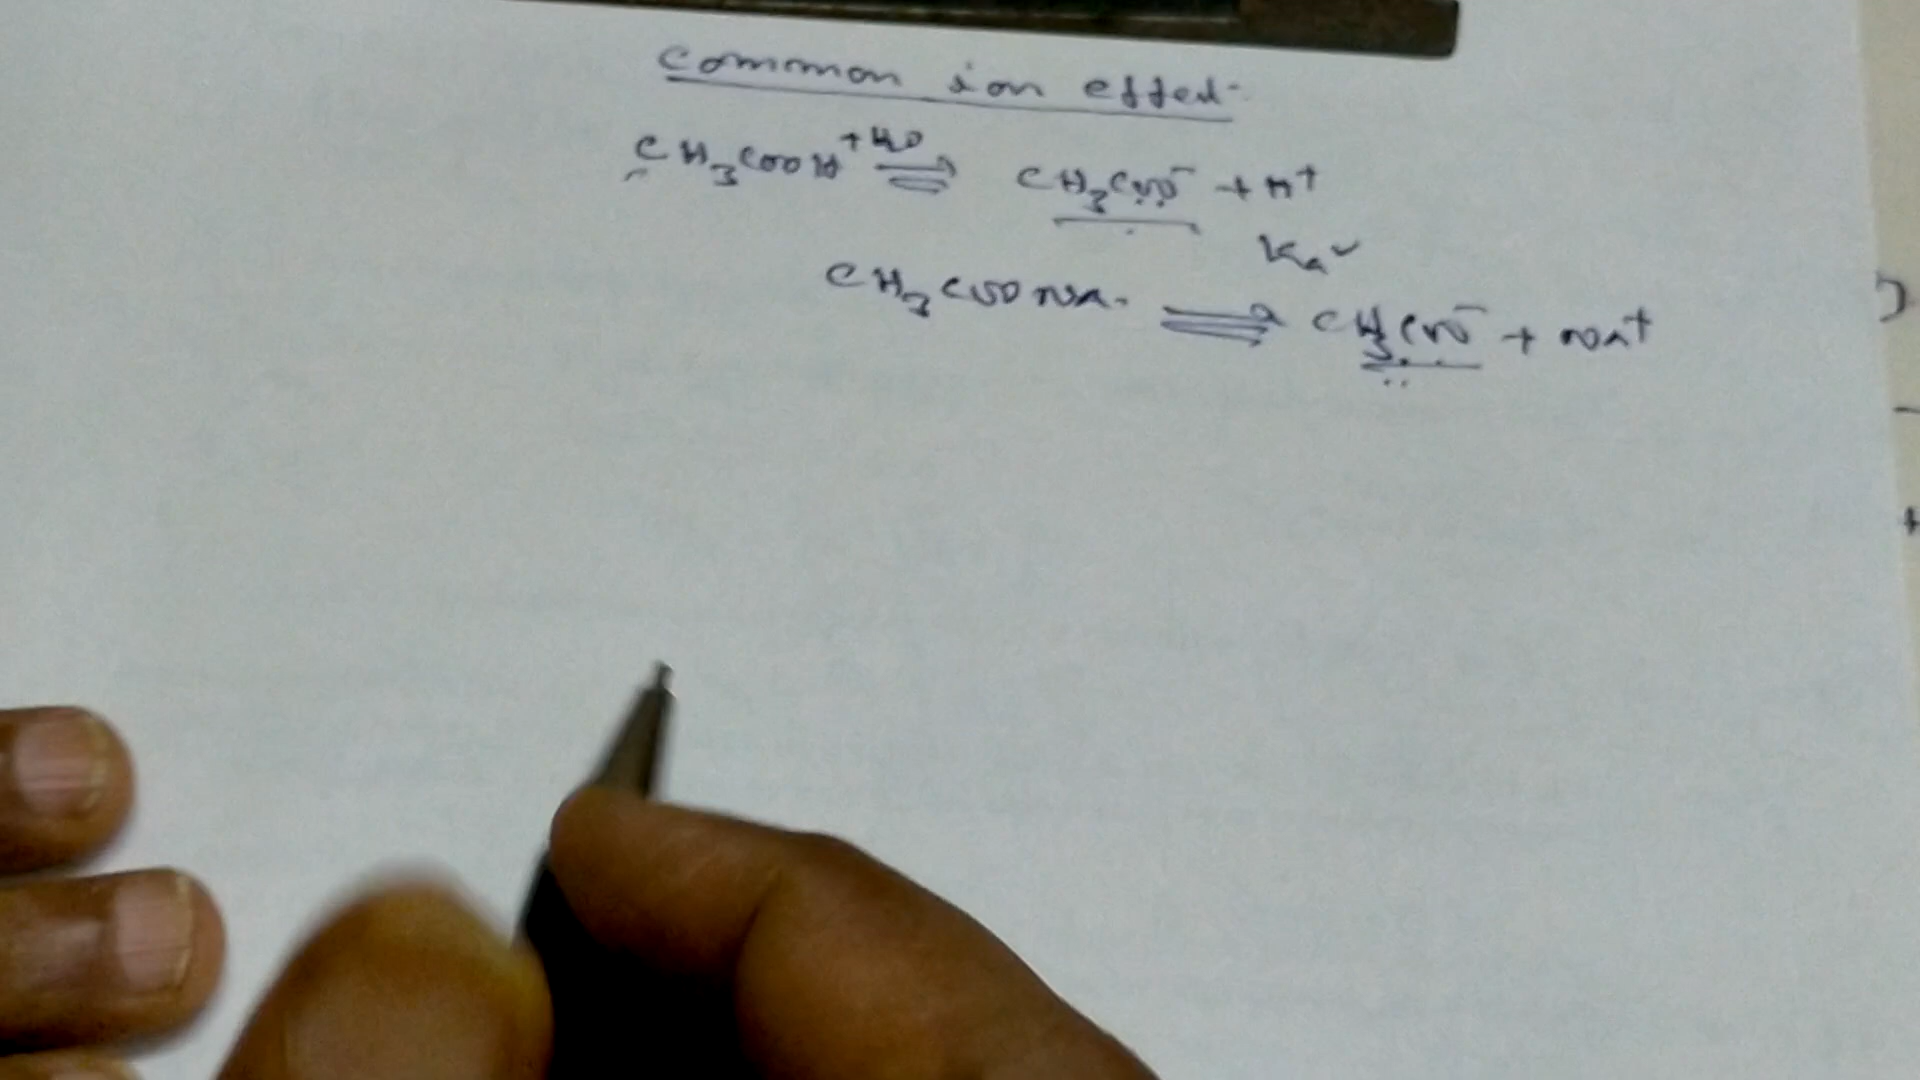 common ion effect
CH₃COOH + H₂O ⇌ CH₃COO⁻ + H⁺
Ka ✓
CH₃COONa. ⇌ CH₃COO⁻ + Na⁺